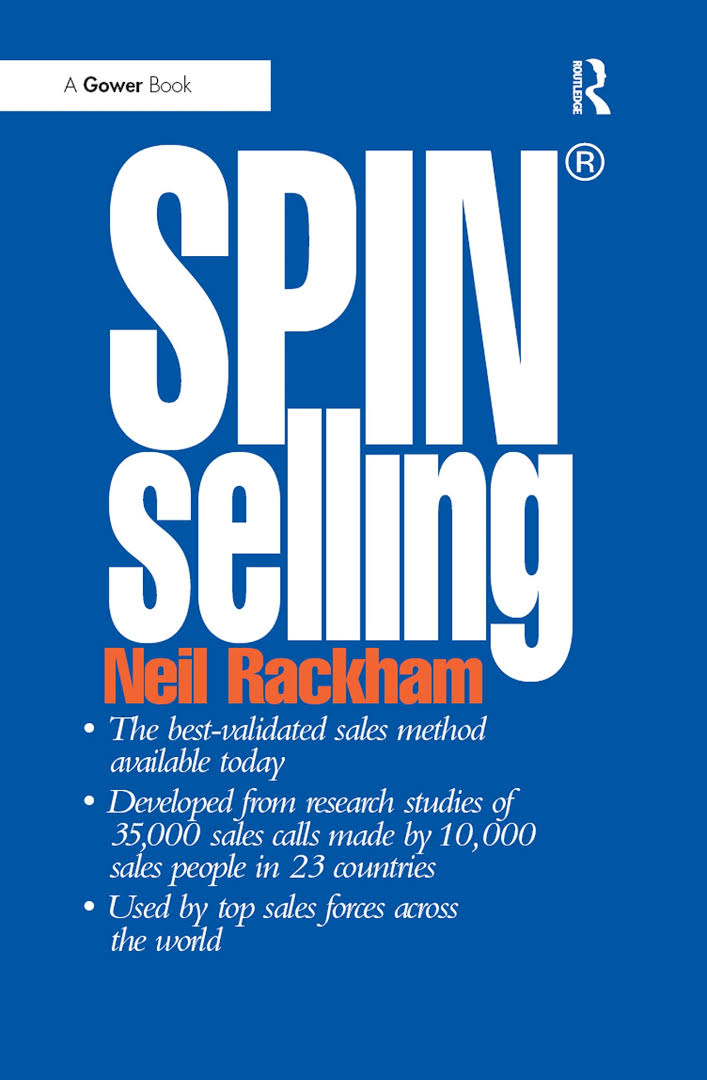 A Gower Book
ROUTLEDGE
SPIN®
selling
Neil Rackham
• The best-validated sales method
available today
• Developed from research studies of
35,000 sales calls made by 10,000
sales people in 23 countries
• Used by top sales forces across
the world